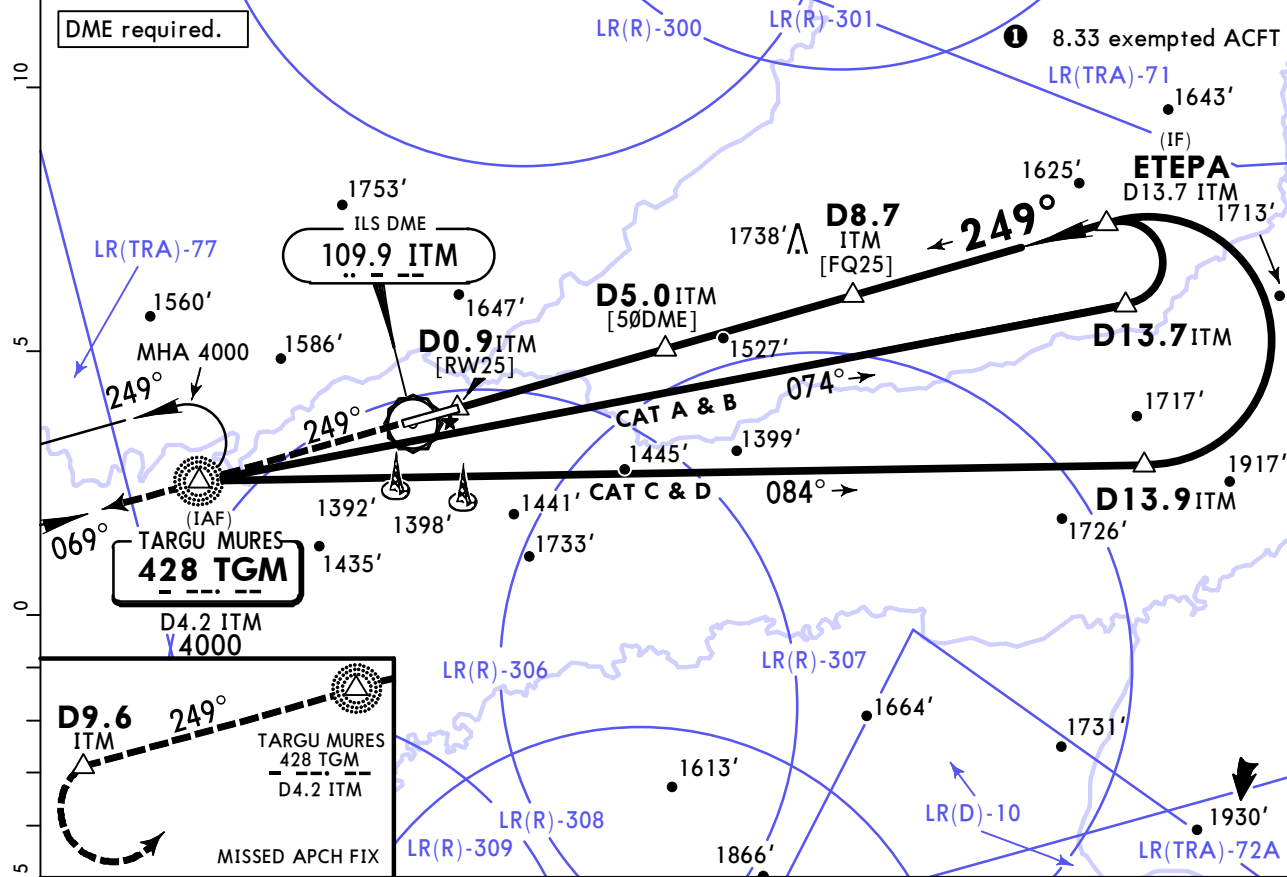 DME required.
LR(R)-300
LR(R)-301
1 8.33 exempted ACFT
LR(TRA)-71
10
1643'
(IF)
ETEPA
D13.7 ITM
1625'
1713'
1753'
ILS DME
109.9 ITM
LR(TRA)-77
249°
D8.7
ITM
[FQ25]
1738'
1560'
1647'
D5.0 ITM
[5Ø DME]
D13.7 ITM
5
1586'
MHA 4000
D0.9 ITM
[RW25]
1527'
249°
074°
CAT A & B
249°
1717'
1399'
1445'
CAT C & D
084°
1917'
D13.9 ITM
1392'
1398'
1441'
1726'
069°
(IAF)
TARGU MURES
428 TGM
D4.2 ITM
4000
1435'
1733'
0
LR(R)-306
LR(R)-307
1664'
1731'
D9.6
ITM
249°
TARGU MURES
428 TGM
D4.2 ITM
MISSED APCH FIX
1613'
LR(D)-10
1930'
LR(R)-308
LR(R)-309
LR(TRA)-72A
1866'
5